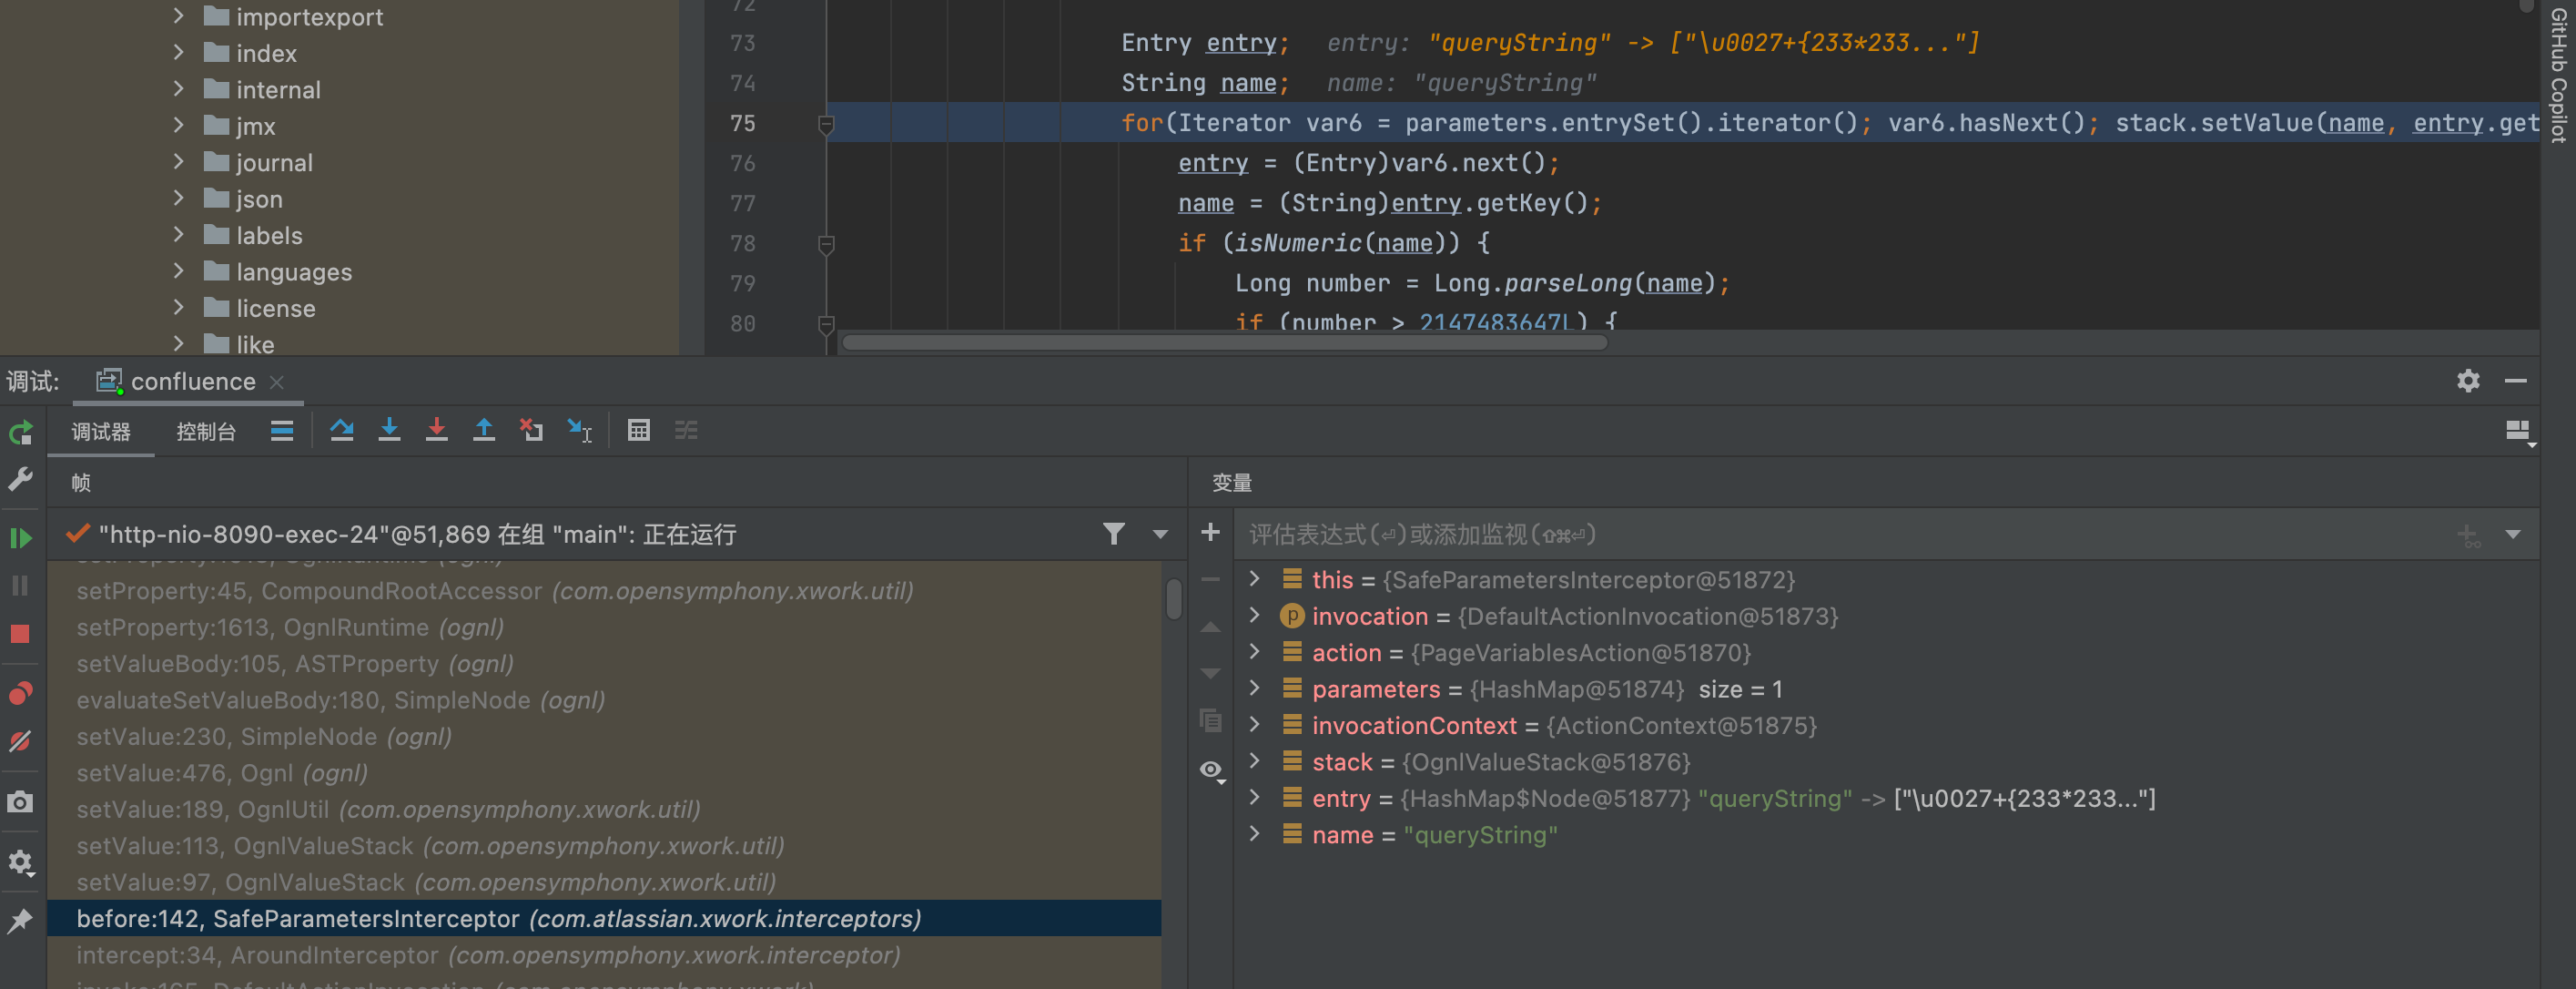 importexport
index
internal
jmx
journal
json
labels
languages
license
like
72
73 Entry entry; entry: "queryString" -> ["\u0027+{233*233..."]
74 String name; name: "queryString"
75 for(Iterator var6 = parameters.entrySet().iterator(); var6.hasNext(); stack.setValue(name, entry.get
76 entry = (Entry)var6.next();
77 name = (String)entry.getKey();
78 if (isNumeric(name)) {
79 Long number = Long.parseLong(name);
80 if (number > 2147483647L) {
GitHub Copilot
调试: confluence
调试器 控制台
帧
"http-nio-8090-exec-24"@51,869 在组 "main": 正在运行
setProperty:1613, OgnlRuntime (ognl)
setProperty:45, CompoundRootAccessor (com.opensymphony.xwork.util)
setProperty:1613, OgnlRuntime (ognl)
setValueBody:105, ASTProperty (ognl)
evaluateSetValueBody:180, SimpleNode (ognl)
setValue:230, SimpleNode (ognl)
setValue:476, Ognl (ognl)
setValue:189, OgnlUtil (com.opensymphony.xwork.util)
setValue:113, OgnlValueStack (com.opensymphony.xwork.util)
setValue:97, OgnlValueStack (com.opensymphony.xwork.util)
before:142, SafeParametersInterceptor (com.atlassian.xwork.interceptors)
intercept:34, AroundInterceptor (com.opensymphony.xwork.interceptor)
invoke:165, DefaultActionInvocation (com.opensymphony.xwork)
变量
评估表达式(⏎)或添加监视(⇧⌘⏎)
this = {SafeParametersInterceptor@51872}
invocation = {DefaultActionInvocation@51873}
action = {PageVariablesAction@51870}
parameters = {HashMap@51874} size = 1
invocationContext = {ActionContext@51875}
stack = {OgnlValueStack@51876}
entry = {HashMap$Node@51877} "queryString" -> ["\u0027+{233*233..."]
name = "queryString"